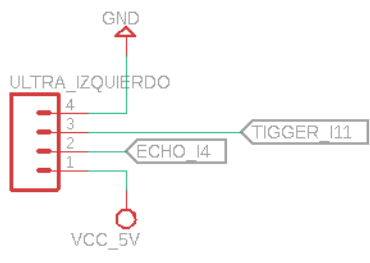 GND
ULTRA_IZQUIERDO
4
3
TIGGER_I11
2
ECHO_I4
1
VCC_5V